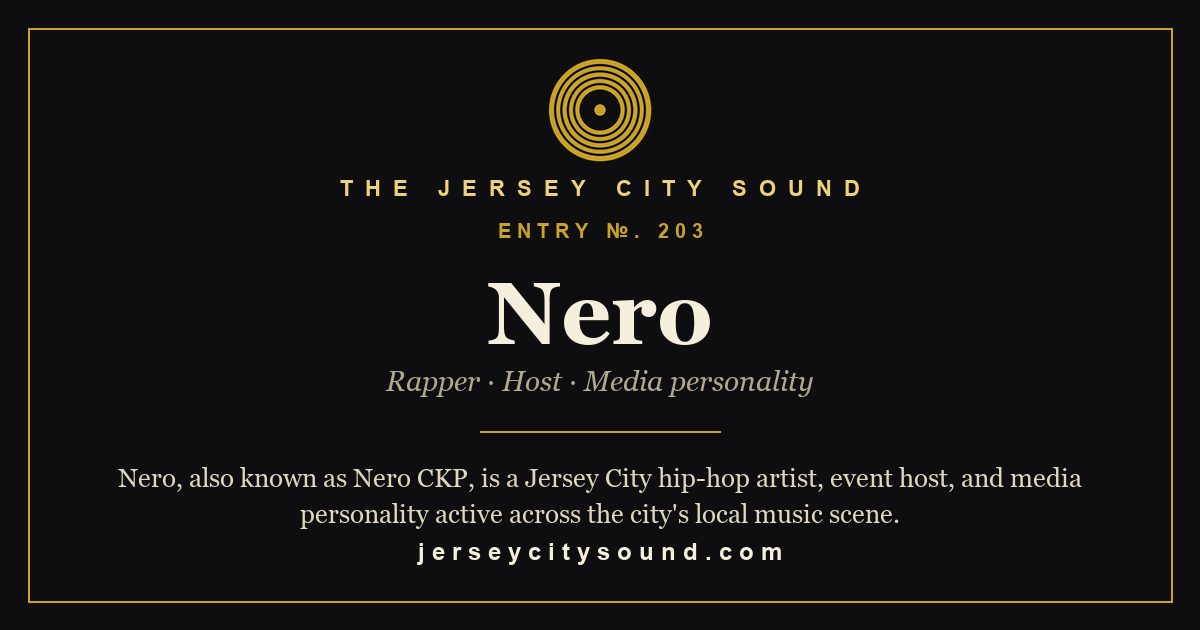 THE JERSEY CITY SOUND
ENTRY №. 203
Nero
Rapper · Host · Media personality
Nero, also known as Nero CKP, is a Jersey City hip-hop artist, event host, and media
personality active across the city's local music scene.
jerseycitysound.com